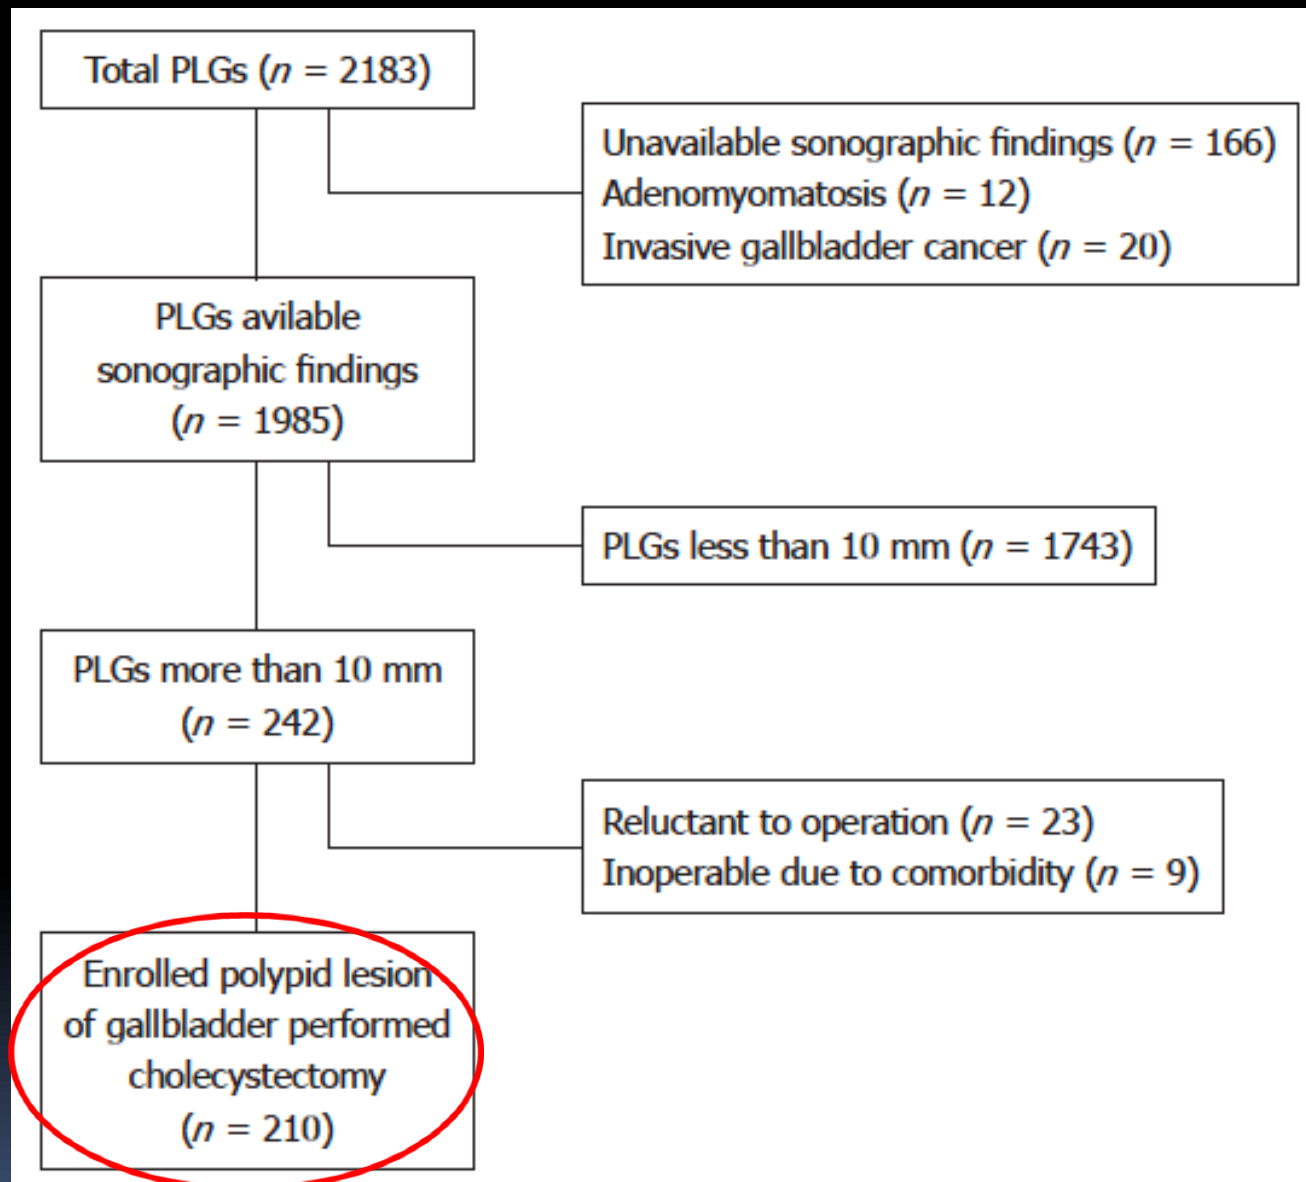 Total PLGs (n = 2183)
Unavailable sonographic findings (n = 166)
Adenomyomatosis (n = 12)
Invasive gallbladder cancer (n = 20)
PLGs avilable
sonographic findings
(n = 1985)
PLGs less than 10 mm (n = 1743)
PLGs more than 10 mm
(n = 242)
Reluctant to operation (n = 23)
Inoperable due to comorbidity (n = 9)
Enrolled polypid lesion
of gallbladder performed
cholecystectomy
(n = 210)